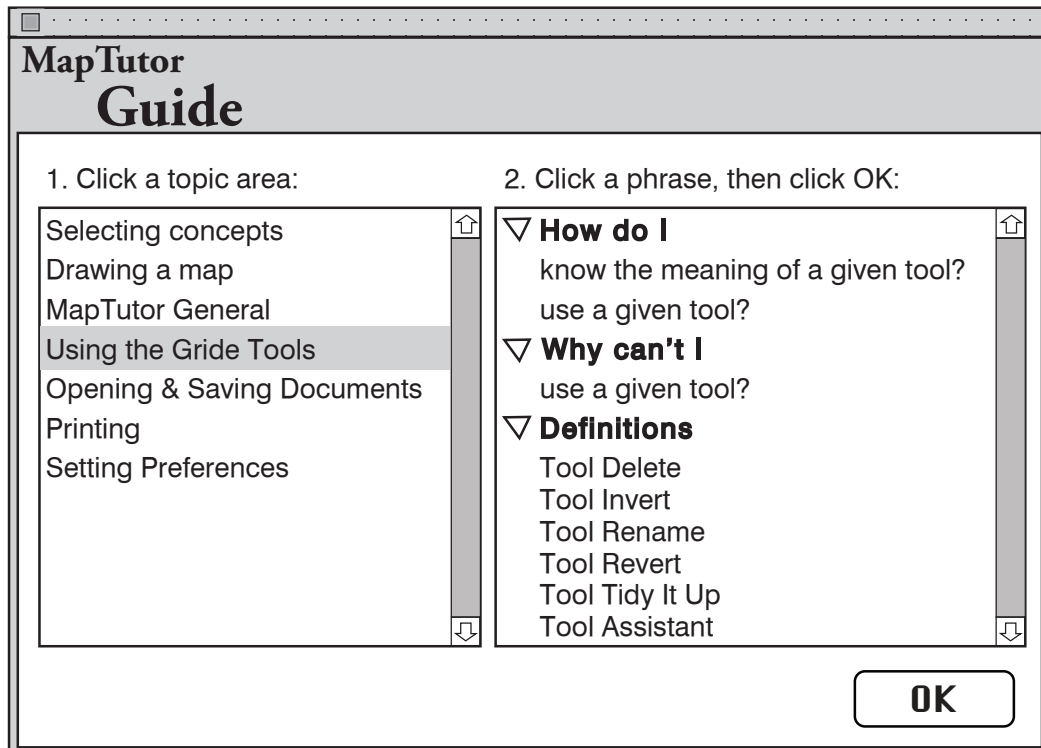 MapTutor
Guide
1. Click a topic area:
Selecting concepts
Drawing a map
MapTutor General
Using the Gride Tools
Opening & Saving Documents
Printing
Setting Preferences
2. Click a phrase, then click OK:
How do I
know the meaning of a given tool?
use a given tool?
Why can't I
use a given tool?
Definitions
Tool Delete
Tool Invert
Tool Rename
Tool Revert
Tool Tidy It Up
Tool Assistant
OK